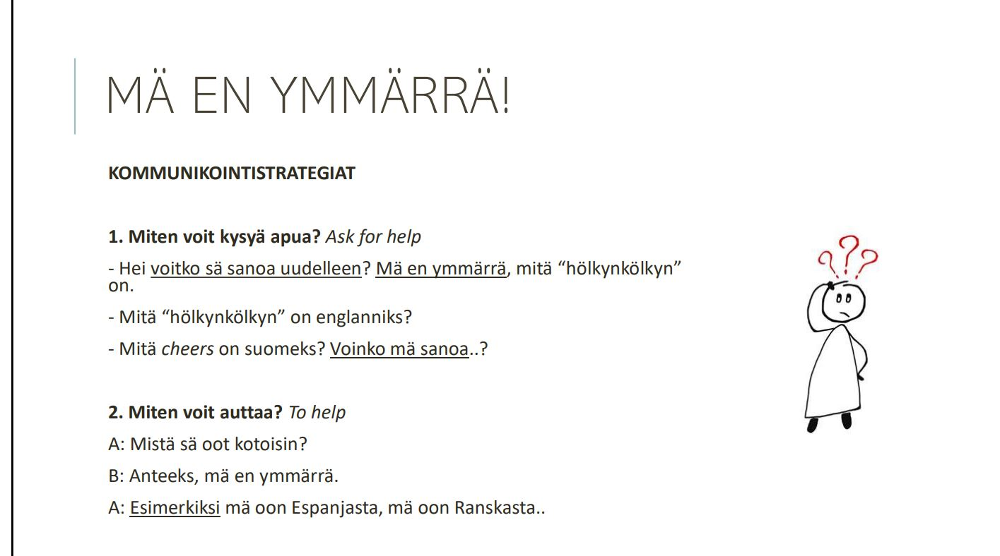 MÄ EN YMMÄRRÄ!
KOMMUNIKOINTISTRATEGIAT
1. Miten voit kysyä apua? Ask for help
- Hei voitko sä sanoa uudelleen? Mä en ymmärrä, mitä “hölkynkölkyn”
on.
- Mitä “hölkynkölkyn” on englanniks?
- Mitä cheers on suomeks? Voinko mä sanoa..?
2. Miten voit auttaa? To help
A: Mistä sä oot kotoisin?
B: Anteeks, mä en ymmärrä.
A: Esimerkiksi mä oon Espanjasta, mä oon Ranskasta..